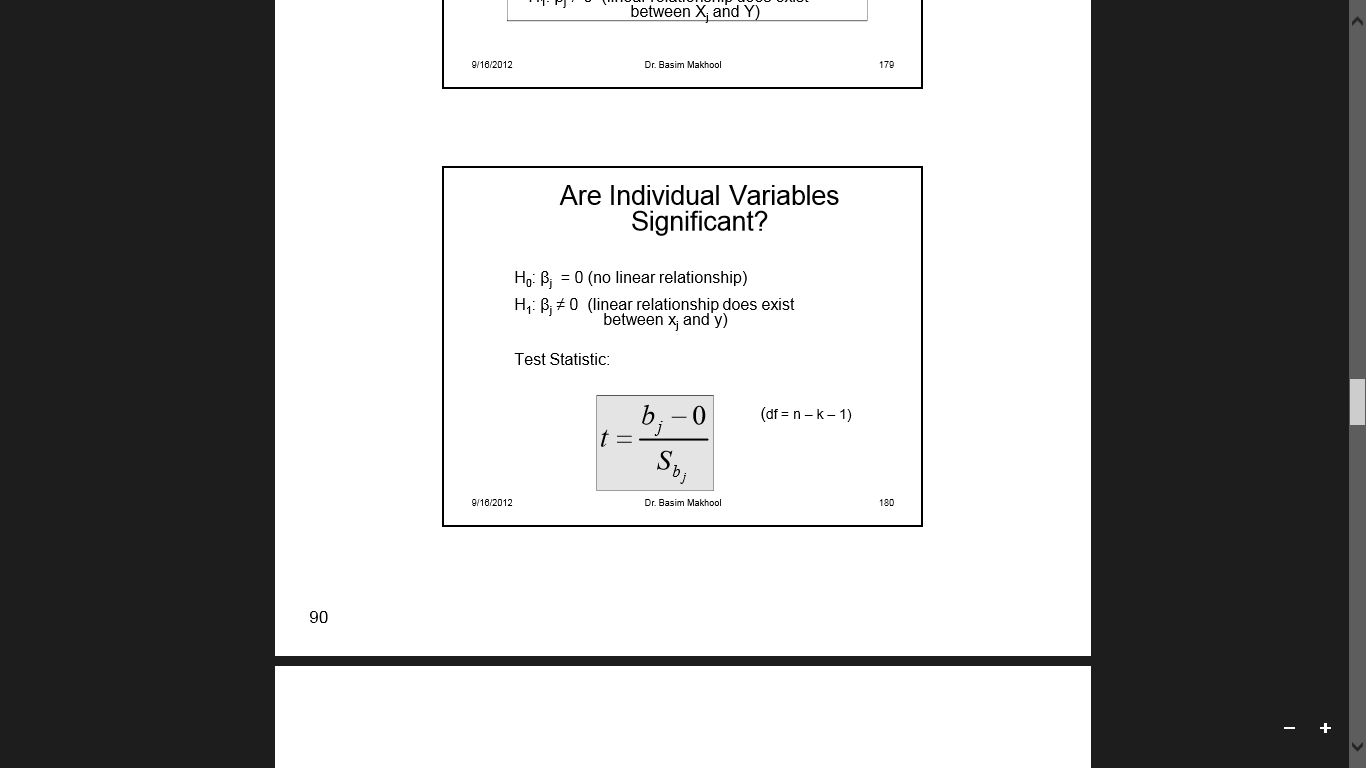 between Xj and Y)
9/16/2012 Dr. Basim Makhool 179
Are Individual Variables
Significant?
H0: βj = 0 (no linear relationship)
H1: βj ≠ 0 (linear relationship does exist
between xj and y)
Test Statistic:
t = (bj − 0) / Sbj
(df = n – k – 1)
9/16/2012 Dr. Basim Makhool 180
90